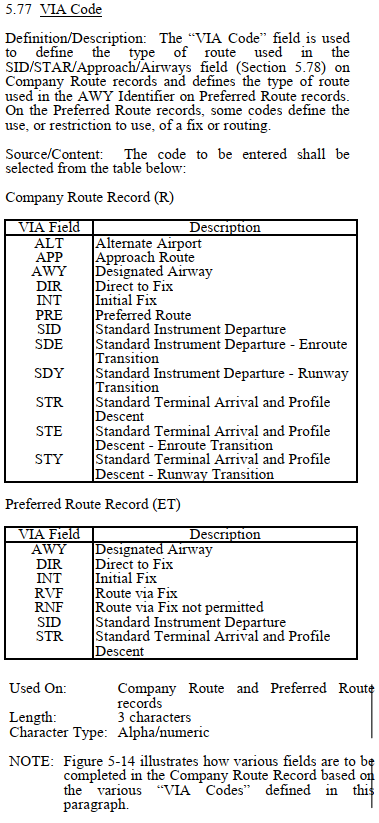 5.77 VIA Code
Definition/Description: The “VIA Code” field is used
to define the type of route used in the
SID/STAR/Approach/Airways field (Section 5.78) on
Company Route records and defines the type of route
used in the AWY Identifier on Preferred Route records.
On the Preferred Route records, some codes define the
use, or restriction to use, of a fix or routing.
Source/Content: The code to be entered shall be
selected from the table below:
Company Route Record (R)
VIA Field Description
ALT Alternate Airport
APP Approach Route
AWY Designated Airway
DIR Direct to Fix
INT Initial Fix
PRE Preferred Route
SID Standard Instrument Departure
SDE Standard Instrument Departure - Enroute
Transition
SDY Standard Instrument Departure - Runway
Transition
STR Standard Terminal Arrival and Profile
Descent
STE Standard Terminal Arrival and Profile
Descent - Enroute Transition
STY Standard Terminal Arrival and Profile
Descent - Runway Transition
Preferred Route Record (ET)
VIA Field Description
AWY Designated Airway
DIR Direct to Fix
INT Initial Fix
RVF Route via Fix
RNF Route via Fix not permitted
SID Standard Instrument Departure
STR Standard Terminal Arrival and Profile
Descent
Used On: Company Route and Preferred Route
records
Length: 3 characters
Character Type: Alpha/numeric
NOTE: Figure 5-14 illustrates how various fields are to be
completed in the Company Route Record based on
the various “VIA Codes” defined in this
paragraph.